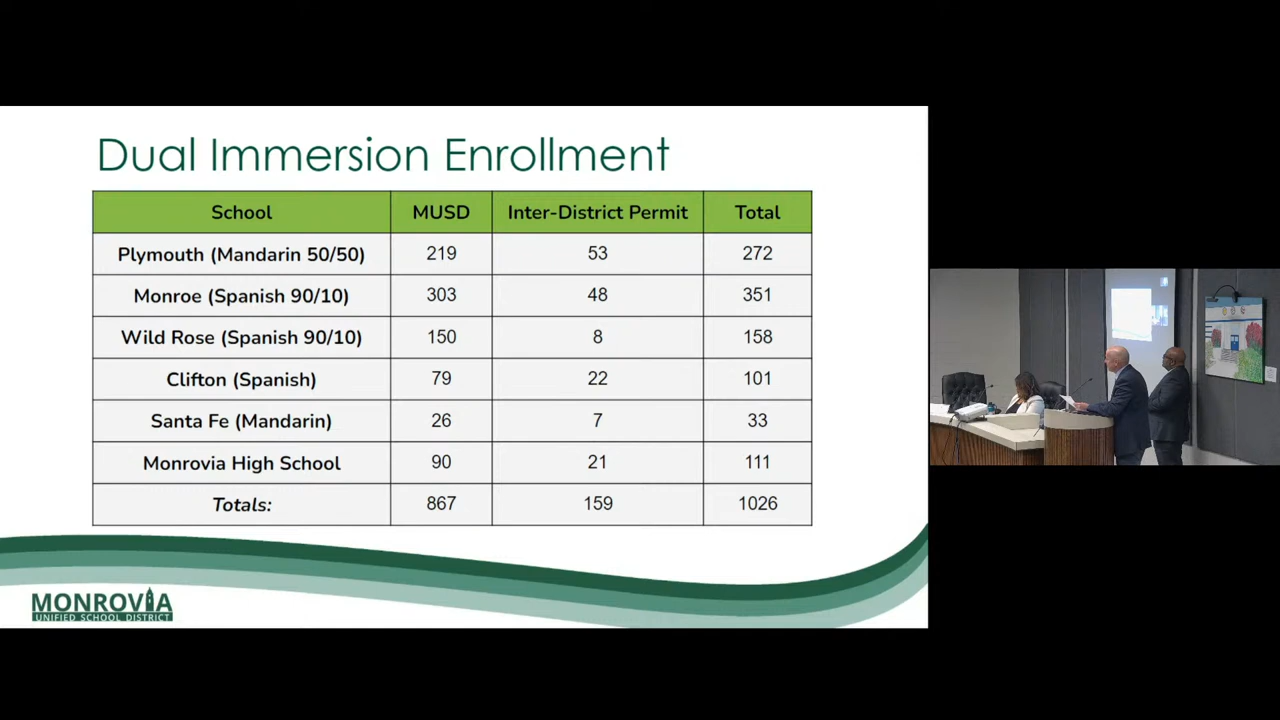 Dual Immersion Enrollment
School MUSD Inter-District Permit Total
Plymouth (Mandarin 50/50) 219 53 272
Monroe (Spanish 90/10) 303 48 351
Wild Rose (Spanish 90/10) 150 8 158
Clifton (Spanish) 79 22 101
Santa Fe (Mandarin) 26 7 33
Monrovia High School 90 21 111
Totals: 867 159 1026
MONROVIA
UNIFIED SCHOOL DISTRICT